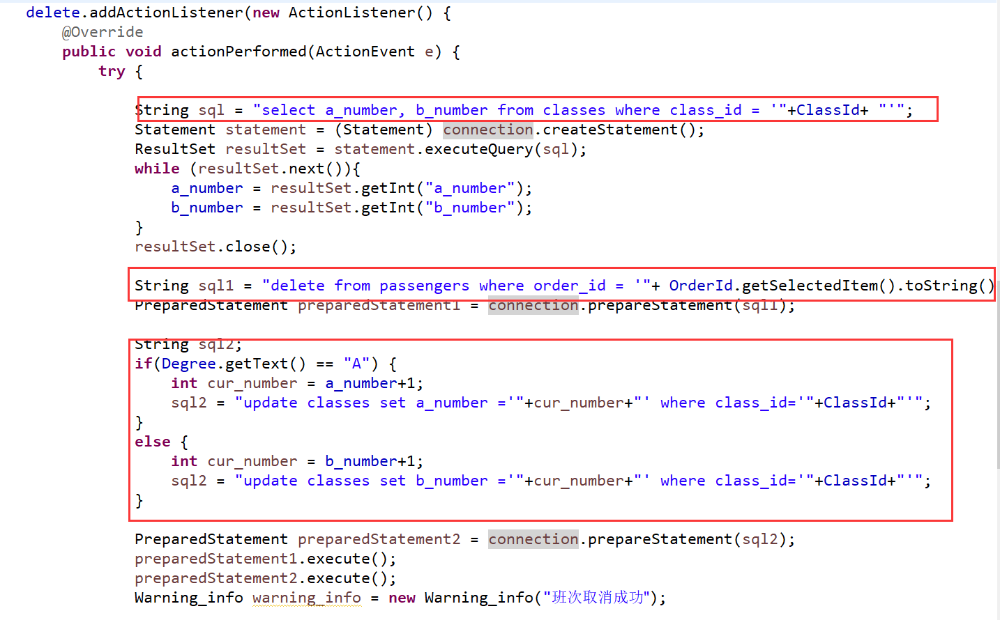 delete.addActionListener(new ActionListener() {
@Override
public void actionPerformed(ActionEvent e) {
try {
String sql = "select a_number, b_number from classes where class_id = '"+ClassId+ "'";
Statement statement = (Statement) connection.createStatement();
ResultSet resultSet = statement.executeQuery(sql);
while (resultSet.next()){
a_number = resultSet.getInt("a_number");
b_number = resultSet.getInt("b_number");
}
resultSet.close();
String sql1 = "delete from passengers where order_id = '"+ OrderId.getSelectedItem().toString()
PreparedStatement preparedStatement1 = connection.prepareStatement(sql1);
String sql2;
if(Degree.getText() == "A") {
int cur_number = a_number+1;
sql2 = "update classes set a_number ='"+cur_number+"' where class_id='"+ClassId+"'";
}
else {
int cur_number = b_number+1;
sql2 = "update classes set b_number ='"+cur_number+"' where class_id='"+ClassId+"'";
}
PreparedStatement preparedStatement2 = connection.prepareStatement(sql2);
preparedStatement1.execute();
preparedStatement2.execute();
Warning_info warning_info = new Warning_info("班次取消成功");